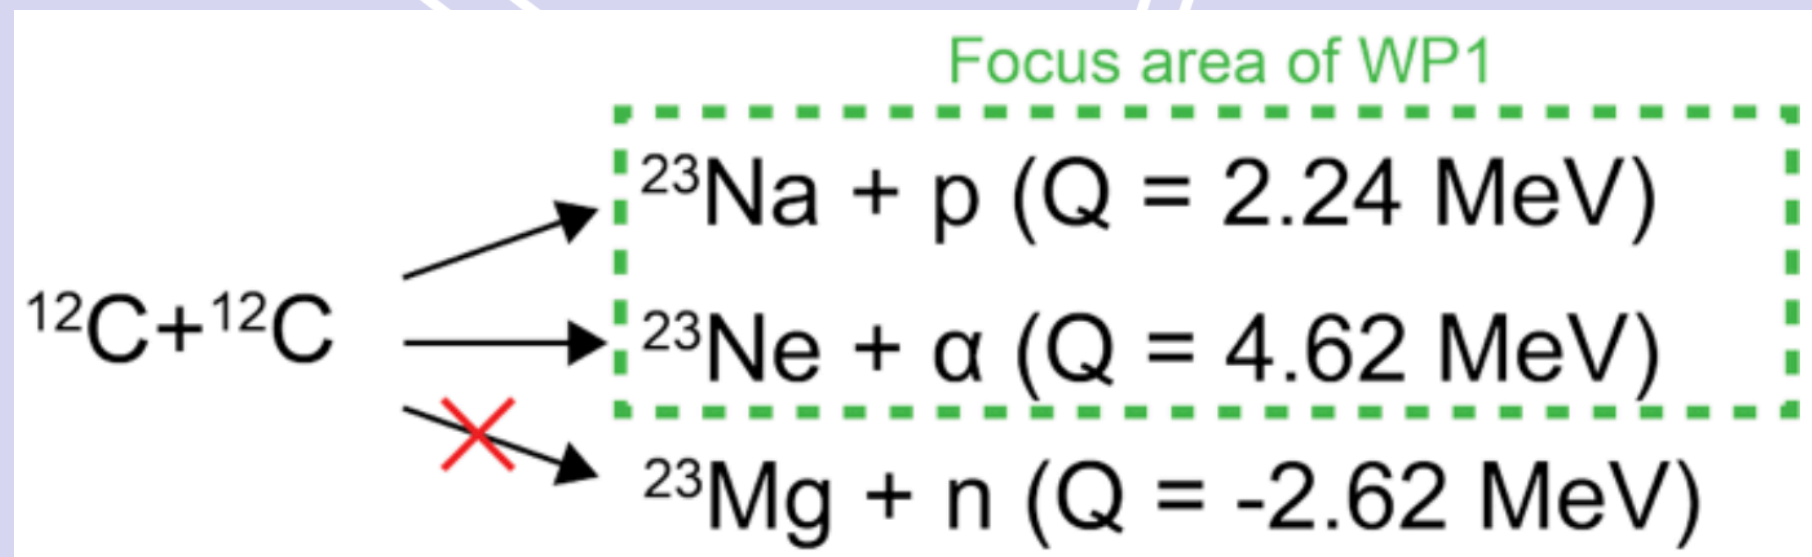 Focus area of WP1
²³Na + p (Q = 2.24 MeV)
¹²C+¹²C
²³Ne + α (Q = 4.62 MeV)
²³Mg + n (Q = -2.62 MeV)